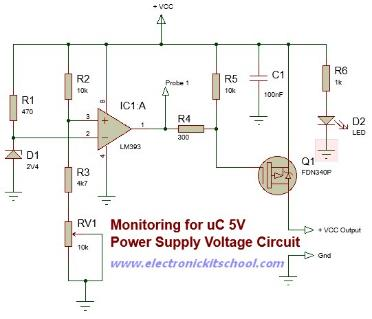 + VCC
R1
470
R2
10k
R5
10k
C1
100nF
R6
1k
D2
LED
IC1:A
Probe 1
8
3
2
1
4
LM393
R4
300
D1
2V4
R3
4k7
RV1
10k
Q1
FDN340P
+ VCC Output
Gnd
Monitoring for uC 5V
Power Supply Voltage Circuit
www.electronickitschool.com